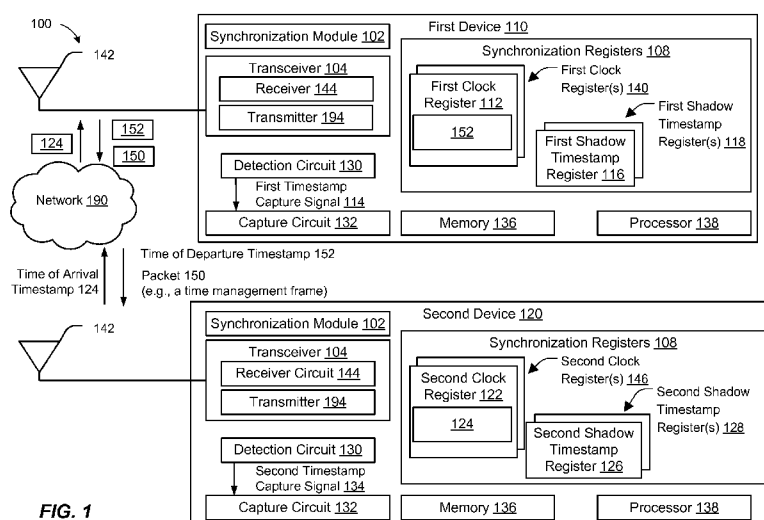 100
142
124
152
150
Network 190
Time of Departure Timestamp 152
Time of Arrival
Timestamp 124
Packet 150
(e.g., a time management frame)
142
First Device 110
Synchronization Module 102
Transceiver 104
Receiver 144
Transmitter 194
Detection Circuit 130
First Timestamp
Capture Signal 114
Capture Circuit 132
Memory 136
Processor 138
Synchronization Registers 108
First Clock
Register 112
152
First Clock
Register(s) 140
First Shadow
Timestamp
Register(s) 118
First Shadow
Timestamp
Register 116
Second Device 120
Synchronization Module 102
Transceiver 104
Receiver Circuit 144
Transmitter 194
Detection Circuit 130
Second Timestamp
Capture Signal 134
Capture Circuit 132
Memory 136
Processor 138
Synchronization Registers 108
Second Clock
Register 122
124
Second Clock
Register(s) 146
Second Shadow
Timestamp
Register(s) 128
Second Shadow
Timestamp
Register 126
FIG. 1